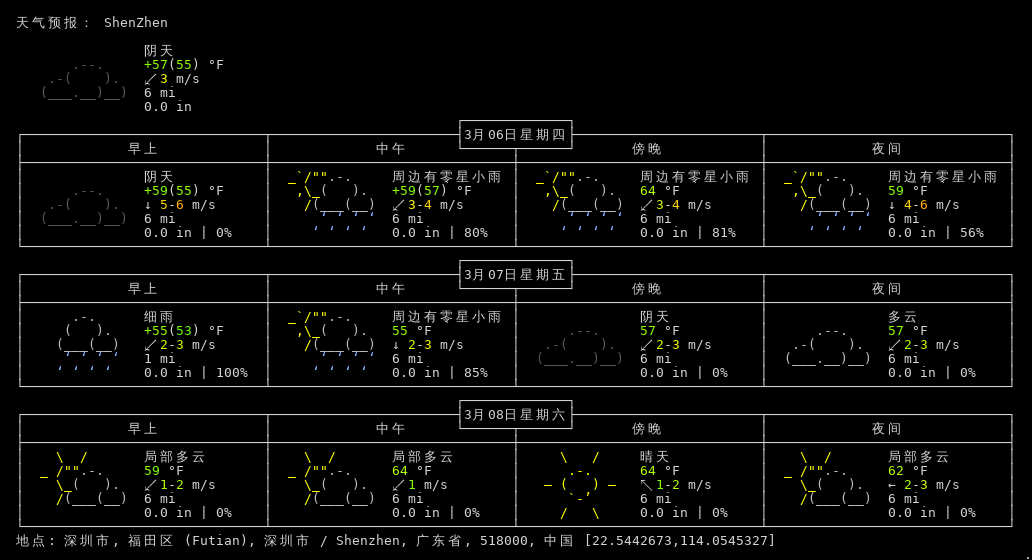 天气预报： ShenZhen
阴天
+57(55) °F
↙ 3 m/s
6 mi
0.0 in
3月06日星期四
早上 中午 傍晚 夜间
阴天 周边有零星小雨 周边有零星小雨 周边有零星小雨
+59(55) °F +59(57) °F 64 °F 59 °F
↓ 5-6 m/s ↙ 3-4 m/s ↙ 3-4 m/s ↓ 4-6 m/s
6 mi 6 mi 6 mi 6 mi
0.0 in | 0% 0.0 in | 80% 0.0 in | 81% 0.0 in | 56%
3月07日星期五
早上 中午 傍晚 夜间
细雨 周边有零星小雨 阴天 多云
+55(53) °F 55 °F 57 °F 57 °F
↙ 2-3 m/s ↓ 2-3 m/s ↙ 2-3 m/s ↙ 2-3 m/s
1 mi 6 mi 6 mi 6 mi
0.0 in | 100% 0.0 in | 85% 0.0 in | 0% 0.0 in | 0%
3月08日星期六
早上 中午 傍晚 夜间
局部多云 局部多云 晴天 局部多云
59 °F 64 °F 64 °F 62 °F
↙ 1-2 m/s ↙ 1 m/s ↖ 1-2 m/s ← 2-3 m/s
6 mi 6 mi 6 mi 6 mi
0.0 in | 0% 0.0 in | 0% 0.0 in | 0% 0.0 in | 0%
地点: 深圳市, 福田区 (Futian), 深圳市 / Shenzhen, 广东省, 518000, 中国 [22.5442673,114.0545327]